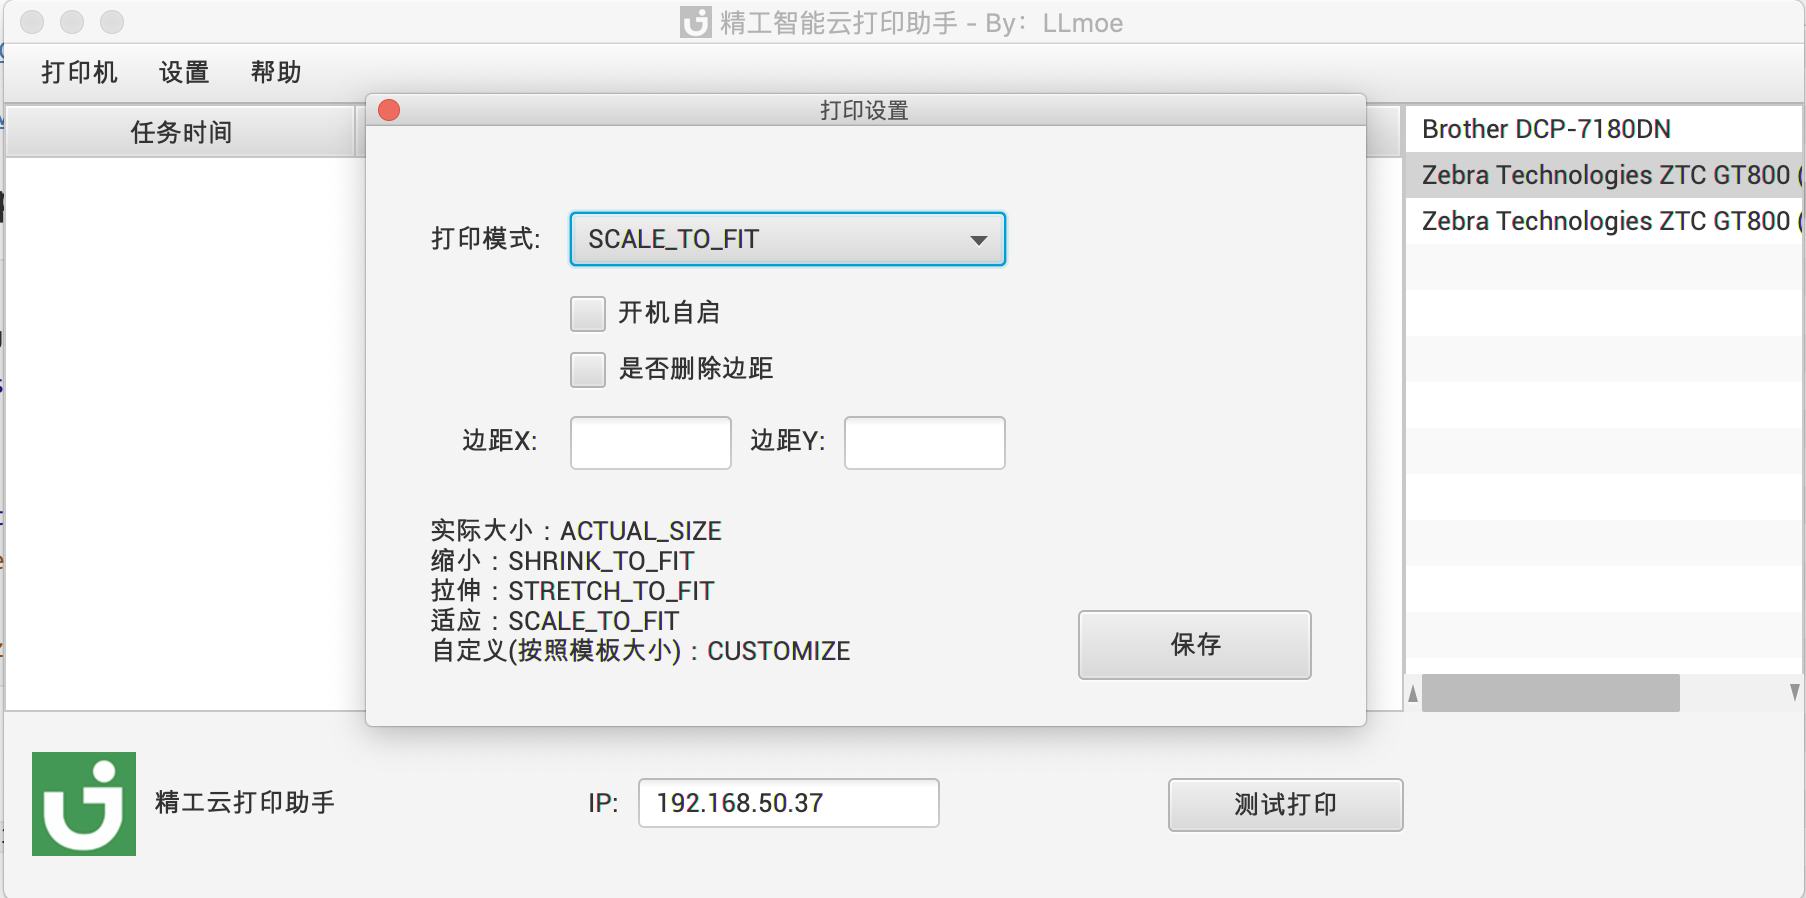 精工智能云打印助手 - By：LLmoe
打印机 设置 帮助
任务时间
打印设置
打印模式: SCALE_TO_FIT
开机自启
是否删除边距
边距X: 边距Y:
实际大小：ACTUAL_SIZE
缩小：SHRINK_TO_FIT
拉伸：STRETCH_TO_FIT
适应：SCALE_TO_FIT
自定义(按照模板大小)：CUSTOMIZE
保存
Brother DCP-7180DN
Zebra Technologies ZTC GT800 (
Zebra Technologies ZTC GT800 (
精工云打印助手
IP: 192.168.50.37
测试打印